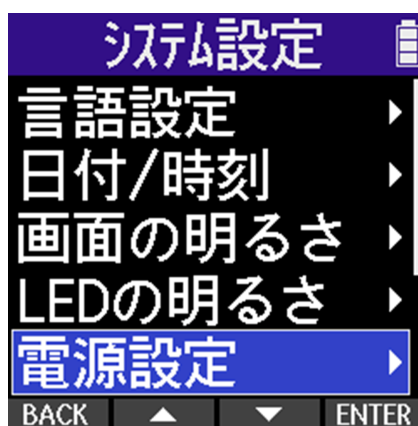 システム設定
言語設定
日付/時刻
画面の明るさ
LEDの明るさ
電源設定
BACK ENTER